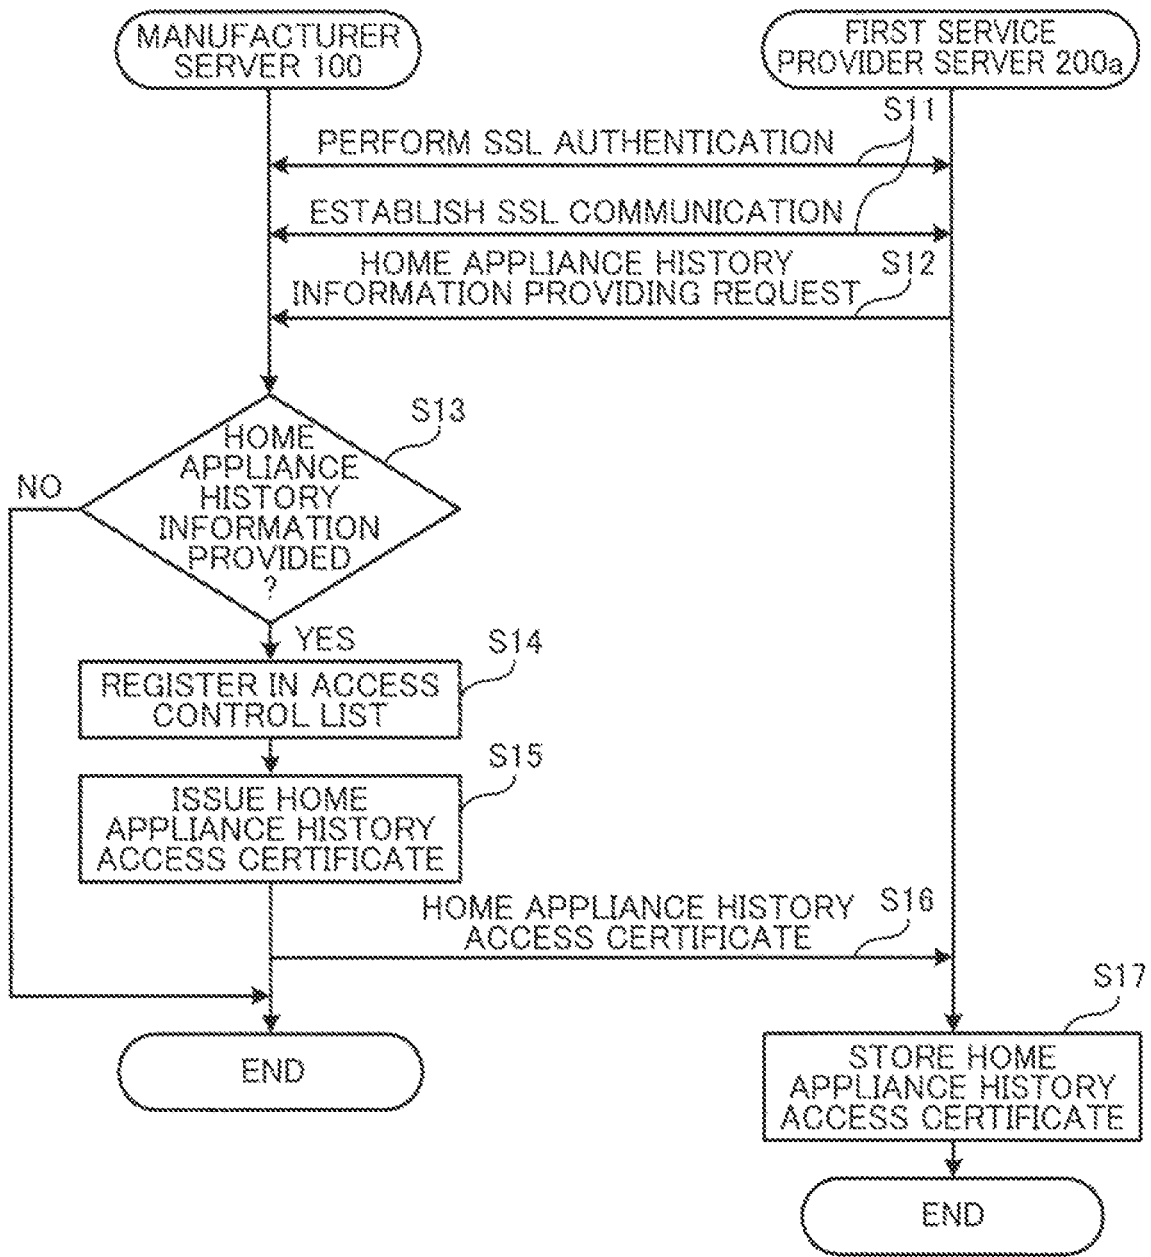 MANUFACTURER
SERVER 100
FIRST SERVICE
PROVIDER SERVER 200a
S11
PERFORM SSL AUTHENTICATION
ESTABLISH SSL COMMUNICATION
HOME APPLIANCE HISTORY
INFORMATION PROVIDING REQUEST
S12
S13
HOME
APPLIANCE
HISTORY
INFORMATION
PROVIDED
?
NO
YES
S14
REGISTER IN ACCESS
CONTROL LIST
S15
ISSUE HOME
APPLIANCE HISTORY
ACCESS CERTIFICATE
HOME APPLIANCE HISTORY
ACCESS CERTIFICATE
S16
S17
END
STORE HOME
APPLIANCE HISTORY
ACCESS CERTIFICATE
END